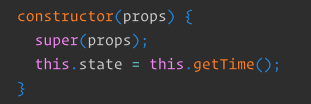 constructor(props) {
  super(props);
  this.state = this.getTime();
}